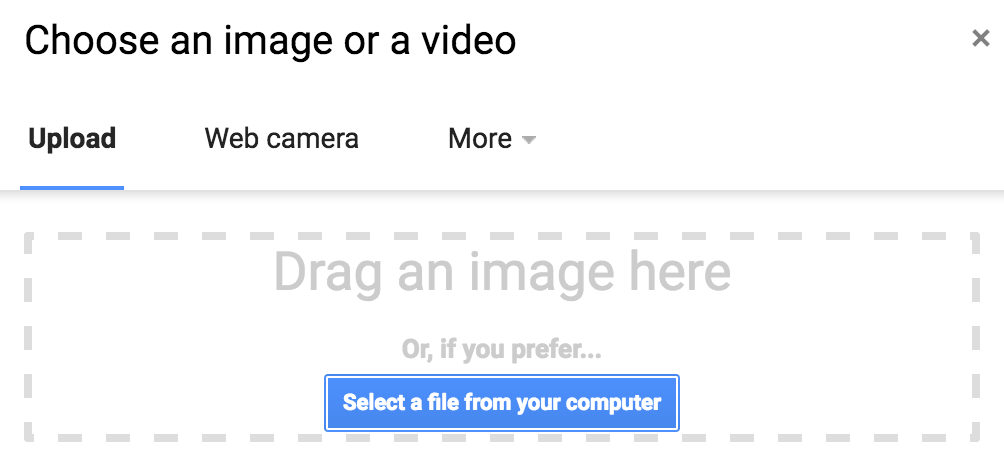 Choose an image or a video ×
Upload Web camera More
Drag an image here
Or, if you prefer...
Select a file from your computer